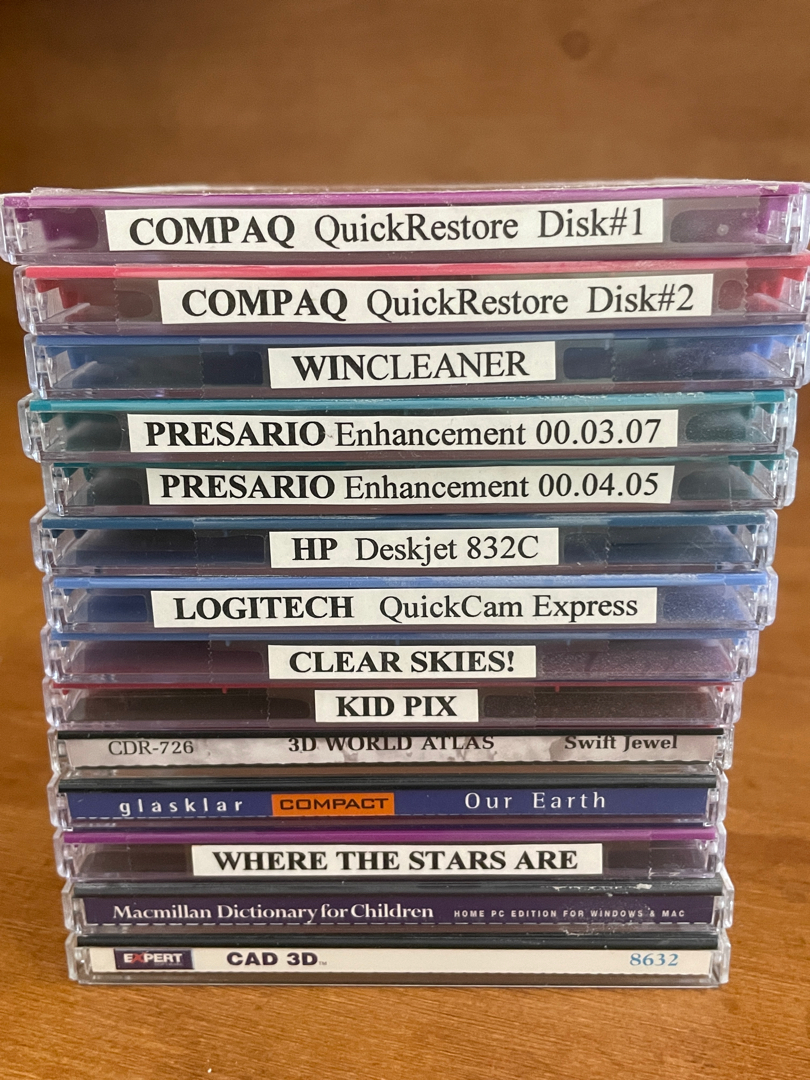 COMPAQ QuickRestore Disk#1
COMPAQ QuickRestore Disk#2
WINCLEANER
PRESARIO Enhancement 00.03.07
PRESARIO Enhancement 00.04.05
HP Deskjet 832C
LOGITECH QuickCam Express
CLEAR SKIES!
KID PIX
CDR-726 3D WORLD ATLAS Swift Jewel
glasklar COMPACT Our Earth
WHERE THE STARS ARE
Macmillan Dictionary for Children HOME PC EDITION FOR WINDOWS & MAC
EXPERT CAD 3D™ 8632